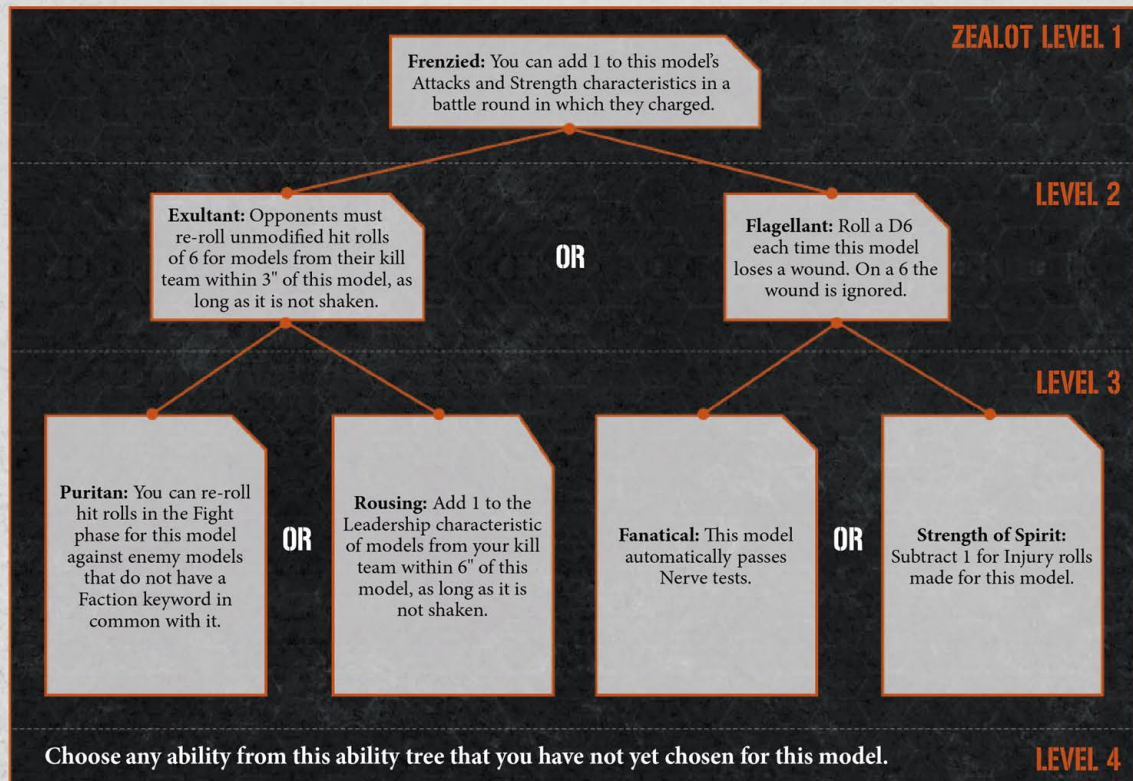 ZEALOT LEVEL 1
Frenzied: You can add 1 to this model's
Attacks and Strength characteristics in a
battle round in which they charged.
LEVEL 2
Exultant: Opponents must
re-roll unmodified hit rolls
of 6 for models from their kill
team within 3" of this model, as
long as it is not shaken.
OR
Flagellant: Roll a D6
each time this model
loses a wound. On a 6 the
wound is ignored.
LEVEL 3
Puritan: You can re-roll
hit rolls in the Fight
phase for this model
against enemy models
that do not have a
Faction keyword in
common with it.
OR
Rousing: Add 1 to the
Leadership characteristic
of models from your kill
team within 6" of this
model, as long as it is
not shaken.
Fanatical: This model
automatically passes
Nerve tests.
OR
Strength of Spirit:
Subtract 1 for Injury rolls
made for this model.
Choose any ability from this ability tree that you have not yet chosen for this model.
LEVEL 4